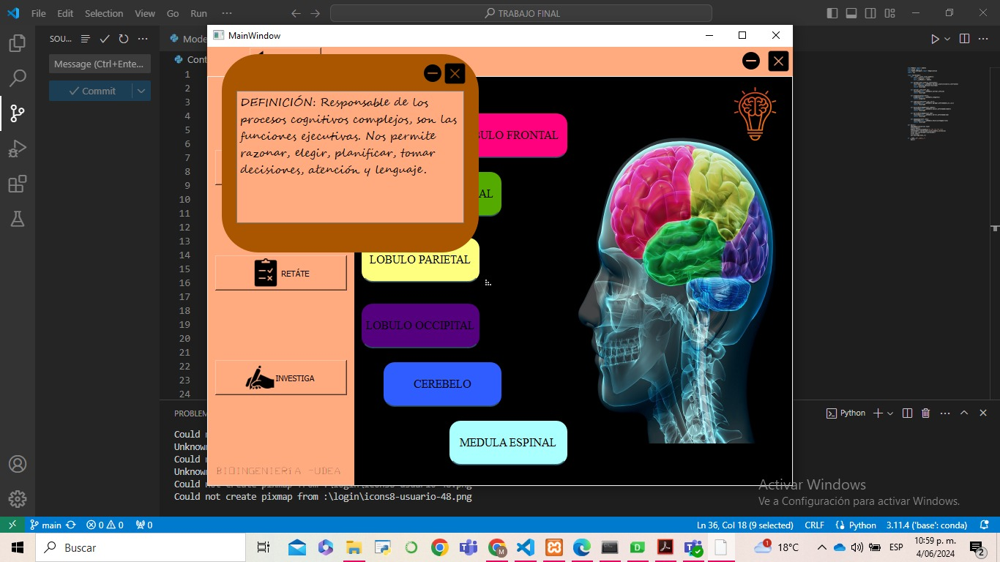 File Edit Selection View Go Run ··· TRABAJO FINAL
SOU...
Message (Ctrl+Ente...
Commit
Mode
Cont
1
2
3
4
5
6
7
8
9
10
11
12
13
14
15
16
17
18
19
20
21
22
23
24
MainWindow
DEFINICIÓN: Responsable de los
procesos cognitivos complejos, son las
funciones ejecutivas. Nos permite
razonar, elegir, planificar, tomar
decisiones, atención y lenguaje.
BULO FRONTAL
AL
LOBULO PARIETAL
LOBULO OCCIPITAL
CEREBELO
MEDULA ESPINAL
RETÁTE
INVESTIGA
BIOINGENIERÍA -UDEA
PROBLEM
Python
Could n
Unknown
Could n
Unknown
Could not create pixmap from :\login\icons8-usuario-48.png
Could not create pixmap from :\login\icons8-usuario-48.png
Activar Windows
Ve a Configuración para activar Windows.
main 0 0 0 Ln 36, Col 18 (9 selected) CRLF Python 3.11.4 ('base': conda)
Buscar 18°C ESP 10:59 p. m.
4/06/2024 2